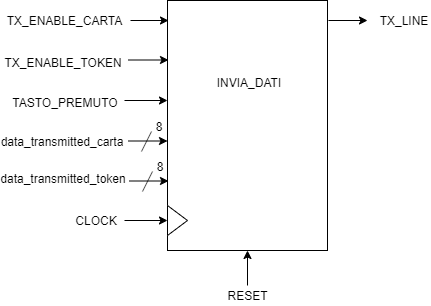 TX_ENABLE_CARTA
TX_LINE
TX_ENABLE_TOKEN
INVIA_DATI
TASTO_PREMUTO
8
data_transmitted_carta
8
data_transmitted_token
CLOCK
RESET